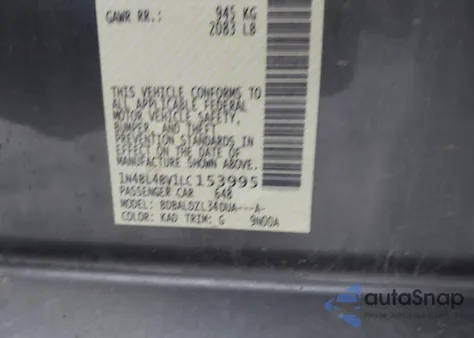 GAWR RR.: 945 KG
2083 LB
THIS VEHICLE CONFORMS TO
ALL APPLICABLE FEDERAL
MOTOR VEHICLE SAFETY,
BUMPER, AND THEFT
PREVENTION STANDARDS IN
EFFECT ON THE DATE OF
MANUFACTURE SHOWN ABOVE.
1N4BL4BV1LC153995
PASSENGER CAR 648
MODEL: BDBALDZL34DUA---A-
COLOR: KAD TRIM: G 9N00A
autoSnap